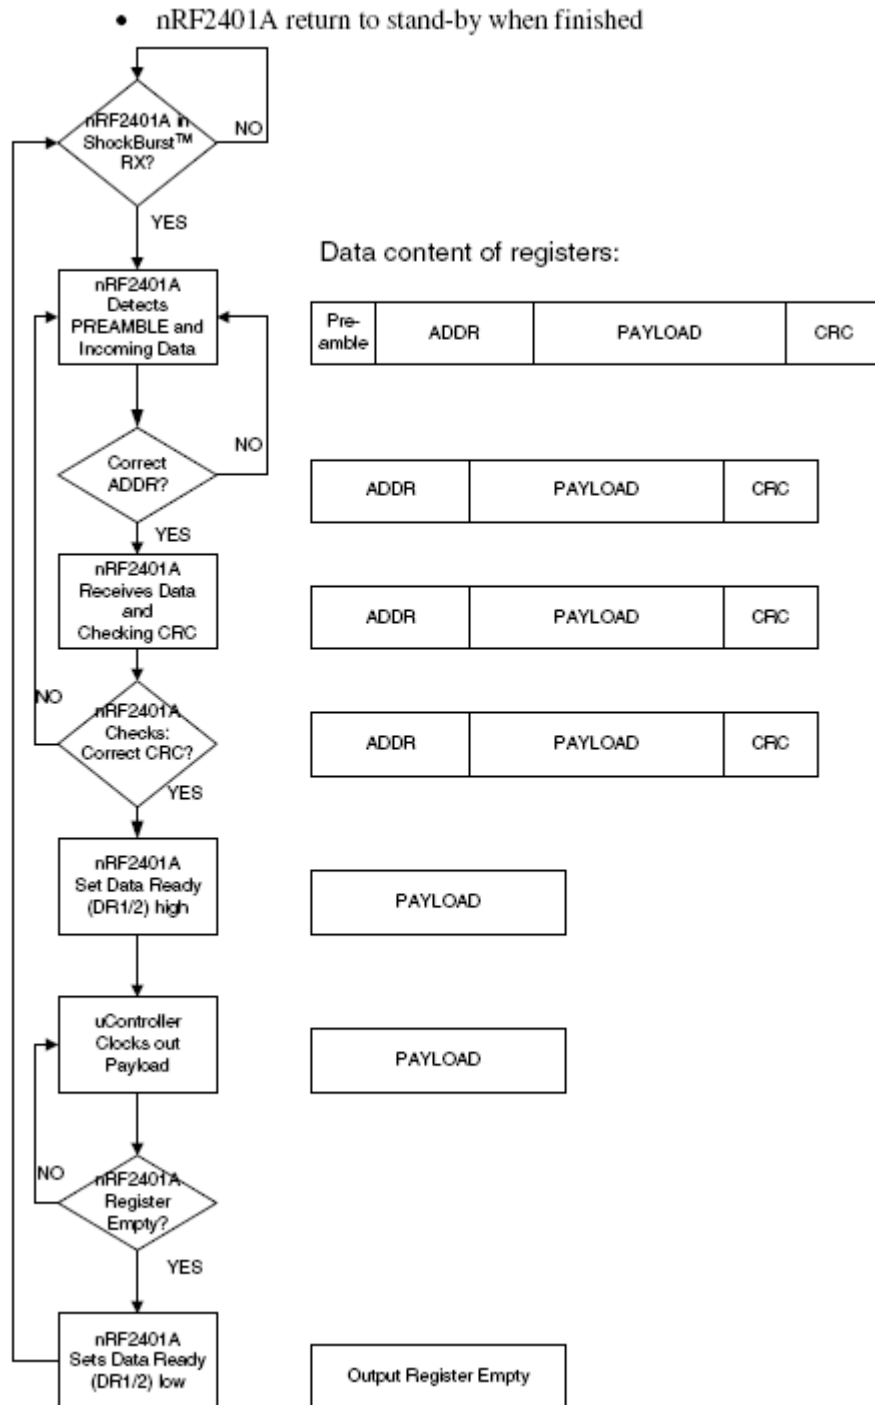 • nRF2401A return to stand-by when finished
nRF2401A in
ShockBurst™
RX?
NO
YES
Data content of registers:
nRF2401A
Detects
PREAMBLE and
Incoming Data
Pre-
amble
ADDR
PAYLOAD
CRC
Correct
ADDR?
NO
ADDR
PAYLOAD
CRC
YES
nRF2401A
Receives Data
and
Checking CRC
ADDR
PAYLOAD
CRC
NO
nRF2401A
Checks:
Correct CRC?
ADDR
PAYLOAD
CRC
YES
nRF2401A
Set Data Ready
(DR1/2) high
PAYLOAD
uController
Clocks out
Payload
PAYLOAD
NO
nRF2401A
Register
Empty?
YES
nRF2401A
Sets Data Ready
(DR1/2) low
Output Register Empty